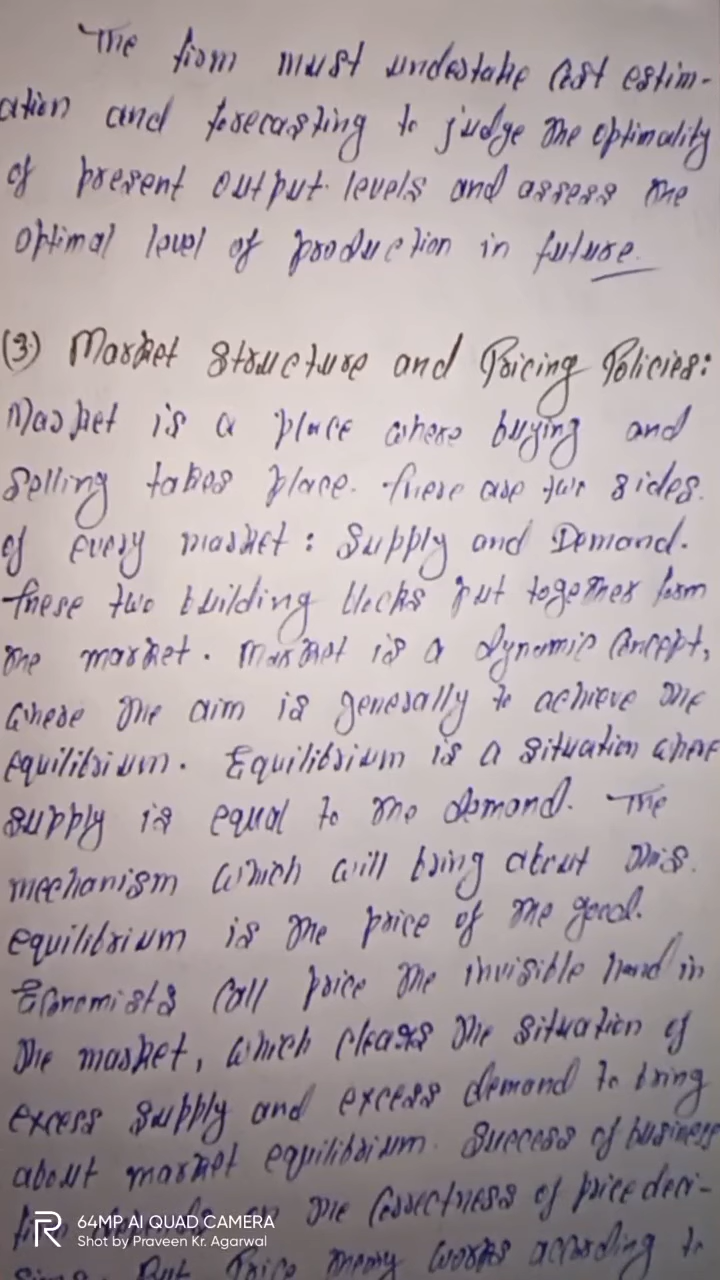 The firm must undertake cost estim-
ation and forecasting to judge the optimality
of present output levels and assess the
optimal level of production in future.
(3) Market Structure and Pricing Policies:
Market is a place where buying and
selling takes place. There are two sides
of every market: Supply and Demand.
These two building blocks put together form
the market. Market is a dynamic concept,
where the aim is generally to achieve the
equilibrium. Equilibrium is a situation where
supply is equal to the demand. The
mechanism which will bring about this
equilibrium is the price of the good.
Economists call price the invisible hand in
the market, which clears the situation of
excess supply and excess demand to bring
about market equilibrium. Success of business
the correctness of price deci-
But Price theory works according to
64MP AI QUAD CAMERA
Shot by Praveen Kr. Agarwal